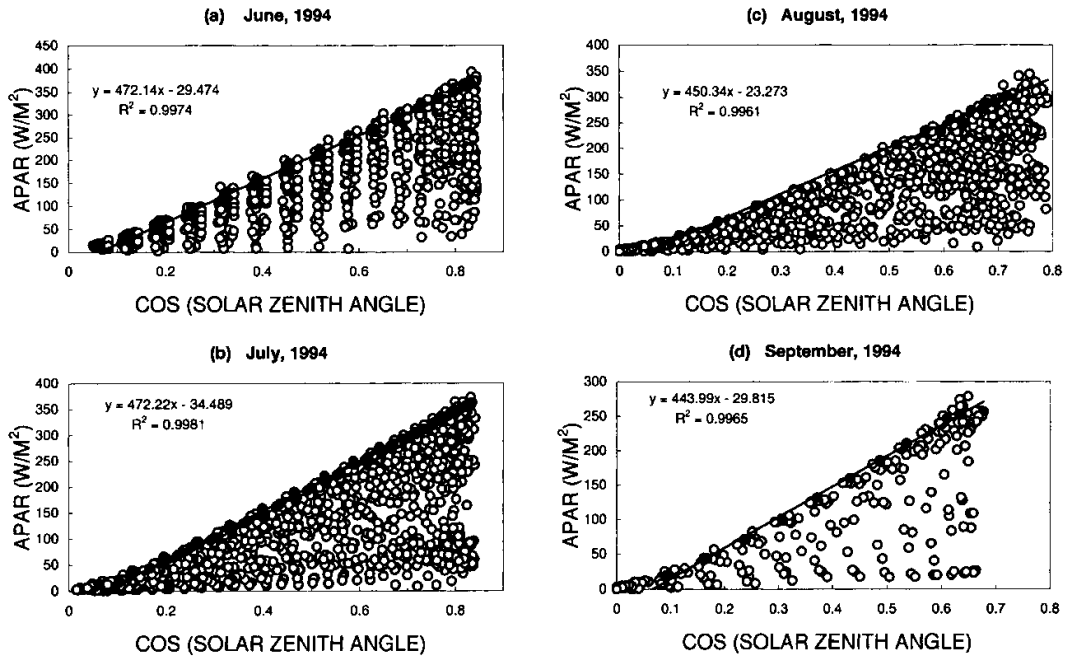 (a) June, 1994
450
400
350
300
250
200
150
100
50
0
APAR (W/M²)
y = 472.14x - 29.474
R² = 0.9974
0 0.2 0.4 0.6 0.8
COS (SOLAR ZENITH ANGLE)
(c) August, 1994
400
350
300
250
200
150
100
50
0
APAR (W/M²)
y = 450.34x - 23.273
R² = 0.9961
0 0.1 0.2 0.3 0.4 0.5 0.6 0.7 0.8
COS (SOLAR ZENITH ANGLE)
(b) July, 1994
400
350
300
250
200
150
100
50
0
APAR (W/M²)
y = 472.22x - 34.489
R² = 0.9981
0 0.2 0.4 0.6 0.8
COS (SOLAR ZENITH ANGLE)
(d) September, 1994
300
250
200
150
100
50
0
APAR (W/M²)
y = 443.99x - 29.815
R² = 0.9965
0 0.1 0.2 0.3 0.4 0.5 0.6 0.7 0.8
COS (SOLAR ZENITH ANGLE)